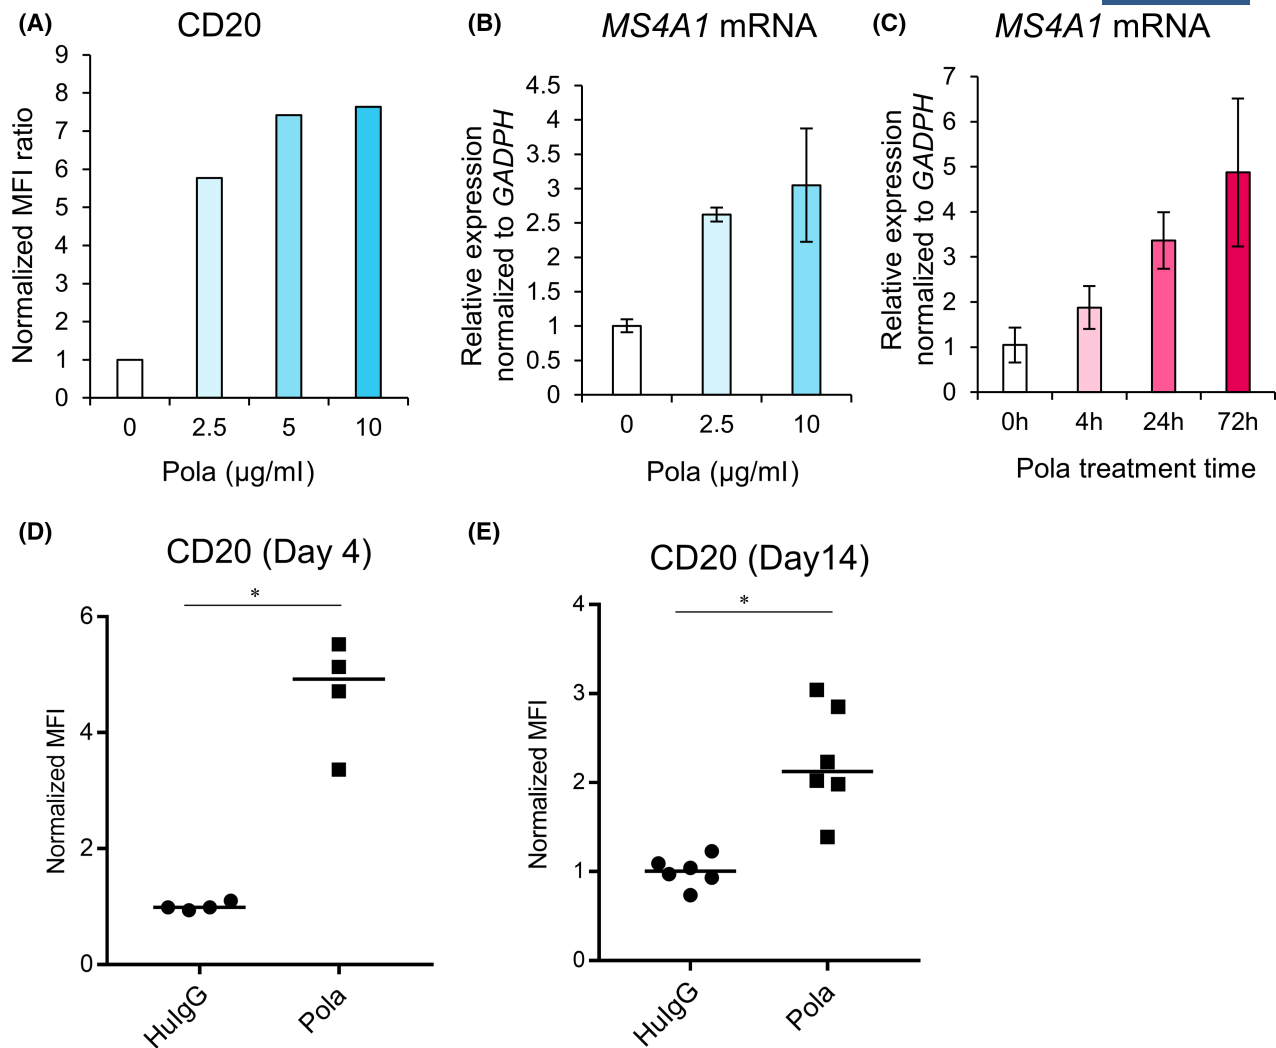 (A) CD20
Normalized MFI ratio
9
8
7
6
5
4
3
2
1
0
0 2.5 5 10
Pola (μg/ml)
(B) MS4A1 mRNA
Relative expression
normalized to GADPH
4.5
4
3.5
3
2.5
2
1.5
1
0.5
0
0 2.5 10
Pola (μg/ml)
(C) MS4A1 mRNA
Relative expression
normalized to GADPH
7
6
5
4
3
2
1
0
0h 4h 24h 72h
Pola treatment time
(D)
CD20 (Day 4)
*
Normalized MFI
6
4
2
0
HuIgG Pola
(E)
CD20 (Day14)
*
Normalized MFI
4
3
2
1
0
HuIgG Pola